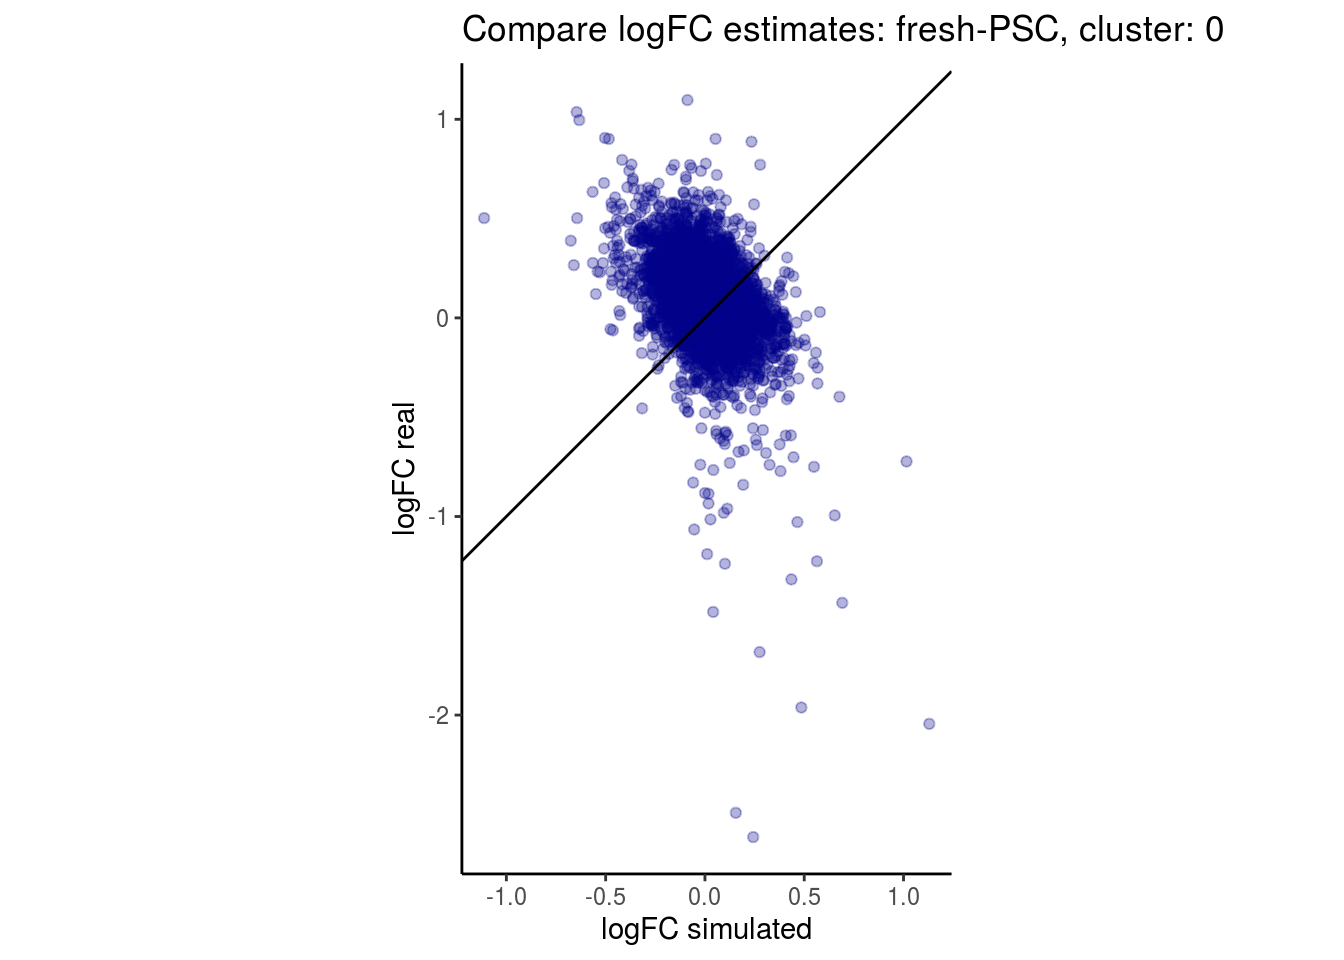 Compare logFC estimates: fresh-PSC, cluster: 0
1
0
-1
-2
logFC real
-1.0 -0.5 0.0 0.5 1.0
logFC simulated